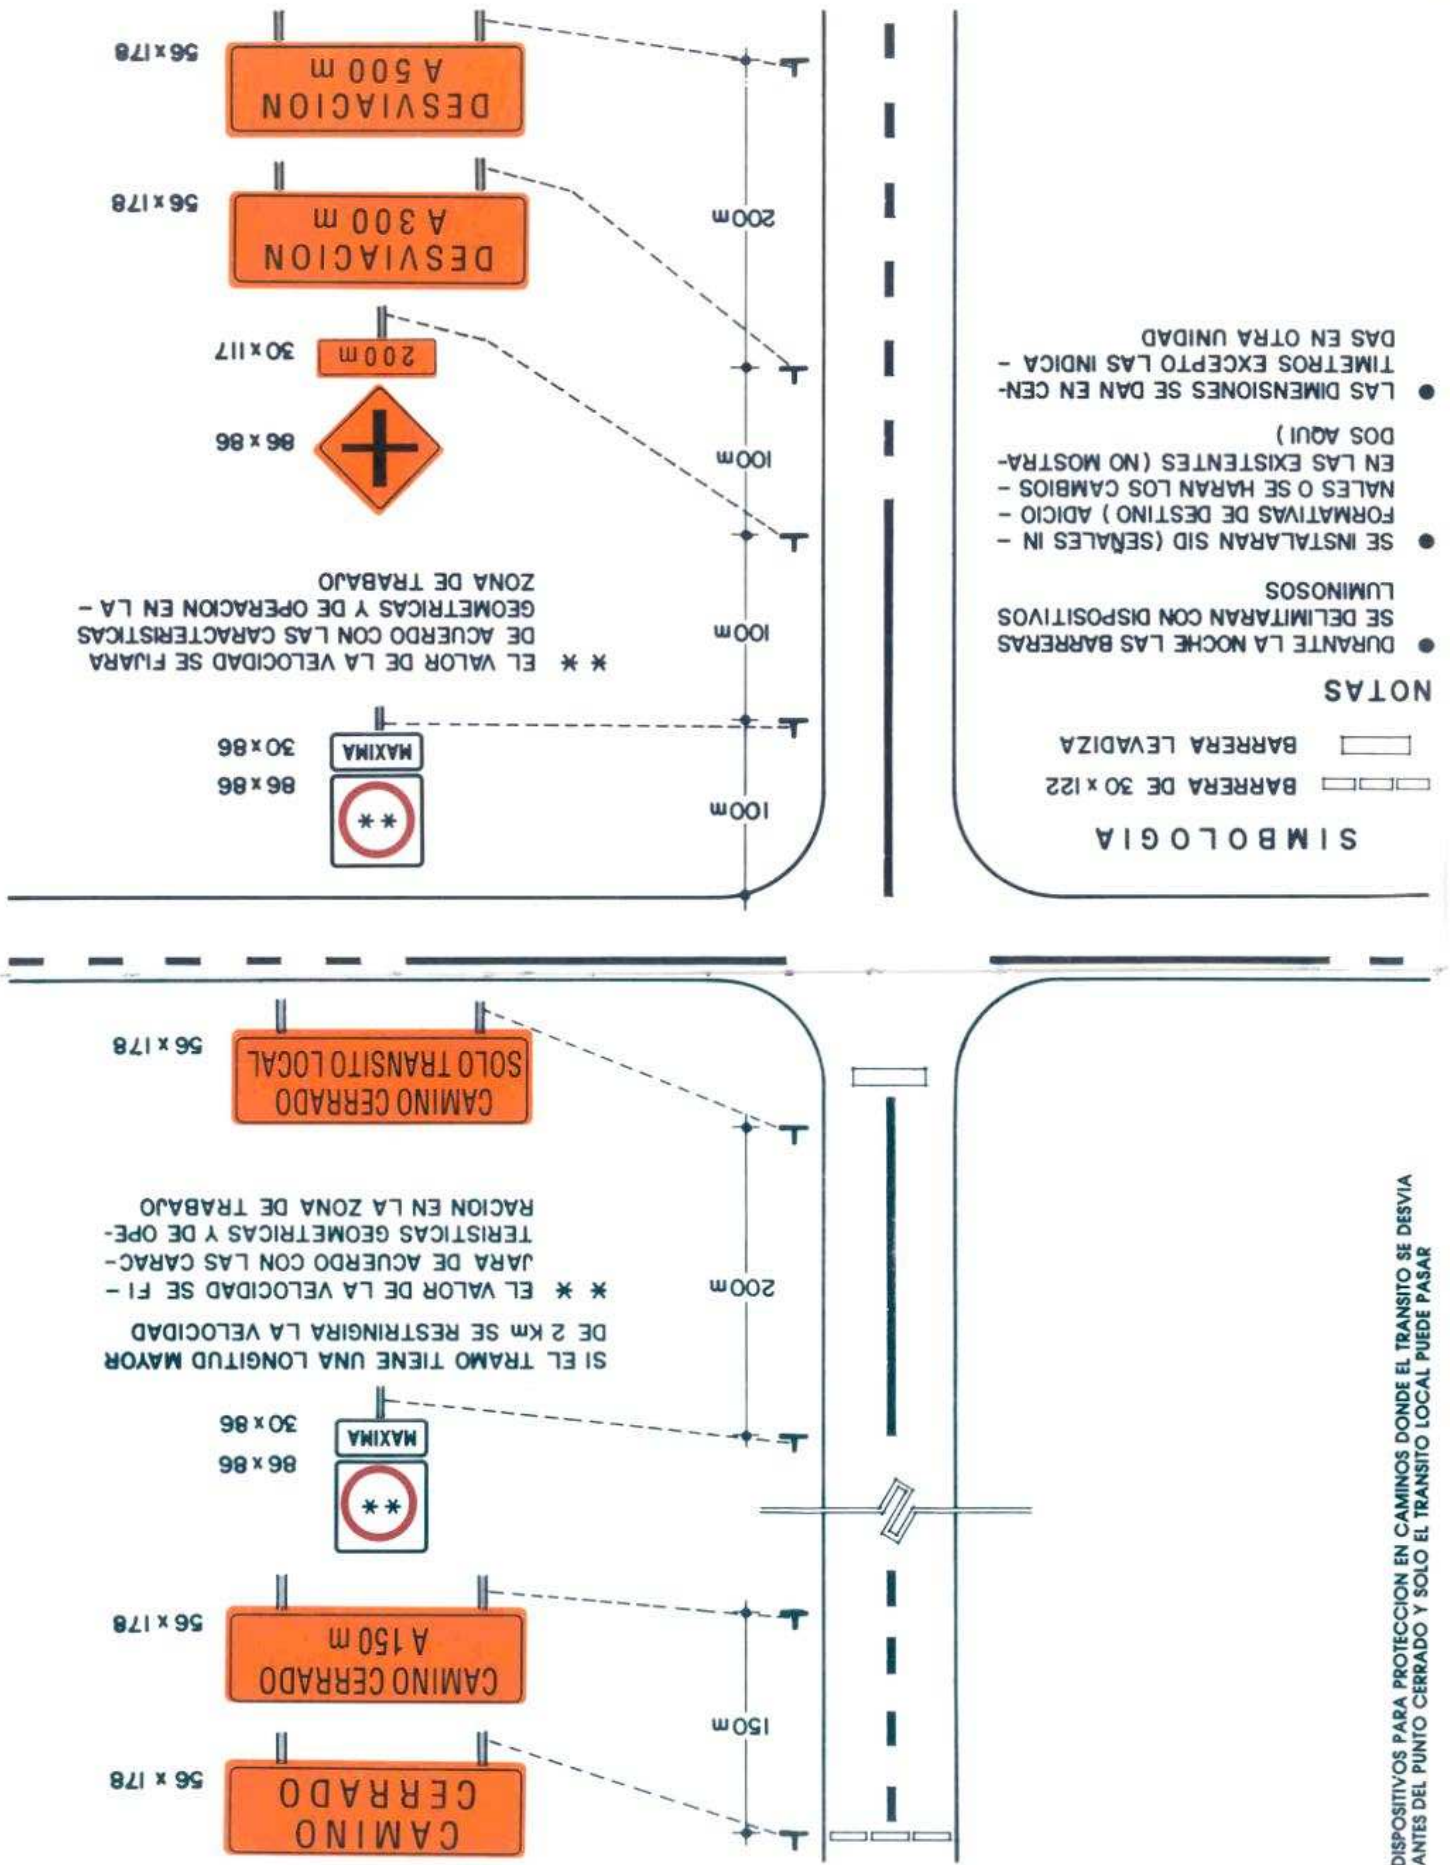 DISPOSITIVOS PARA PROTECCION EN CAMINOS DONDE EL TRANSITO SE DESVIA
ANTES DEL PUNTO CERRADO Y SOLO EL TRANSITO LOCAL PUEDE PASAR
CAMINO
CERRADO
56 x 178
150m
CAMINO CERRADO
A 150 m
56 x 178
**
86 x 86
MAXIMA
30 x 86
SI EL TRAMO TIENE UNA LONGITUD MAYOR
DE 2 Km SE RESTRINGIRA LA VELOCIDAD
** EL VALOR DE LA VELOCIDAD SE FI-
JARA DE ACUERDO CON LAS CARAC-
TERISTICAS GEOMETRICAS Y DE OPE-
RACION EN LA ZONA DE TRABAJO
200m
CAMINO CERRADO
SOLO TRANSITO LOCAL
56 x 178
SIMBOLOGIA
BARRERA DE 30 x 122
BARRERA LEVADIZA
NOTAS
● DURANTE LA NOCHE LAS BARRERAS
SE DELIMITARAN CON DISPOSITIVOS
LUMINOSOS
● SE INSTALARAN SID (SEÑALES IN-
FORMATIVAS DE DESTINO) ADICIO-
NALES O SE HARAN LOS CAMBIOS
EN LAS EXISTENTES (NO MOSTRA-
DOS AQUI)
● LAS DIMENSIONES SE DAN EN CEN-
TIMETROS EXCEPTO LAS INDICA-
DAS EN OTRA UNIDAD
100m
**
86 x 86
MAXIMA
30 x 86
100m
** EL VALOR DE LA VELOCIDAD SE FIJARA
DE ACUERDO CON LAS CARACTERISTICAS
GEOMETRICAS Y DE OPERACION EN LA-
ZONA DE TRABAJO
100m
86 x 86
200 m
30 x 117
200m
DESVIACION
A 300 m
56 x 178
DESVIACION
A 500 m
56 x 178